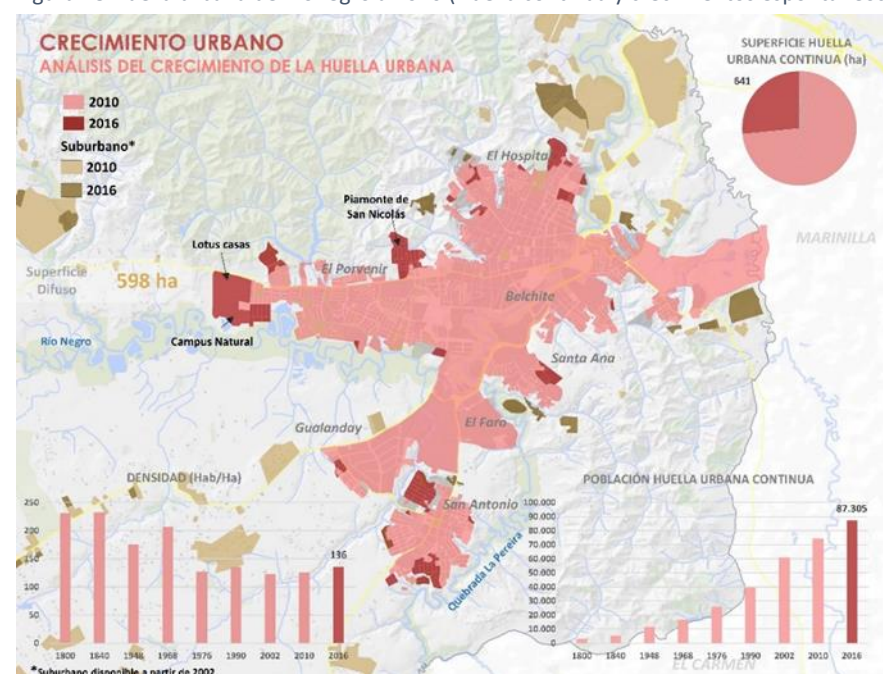 CRECIMIENTO URBANO
ANÁLISIS DEL CRECIMIENTO DE LA HUELLA URBANA
2010
2016
Suburbano*
2010
2016
SUPERFICIE HUELLA
URBANA CONTINUA (ha)
641
El Hospital
Piamonte de
San Nicolás
MARINILLA
Lotus casas
El Porvenir
Superficie
Difuso
598 ha
Belchite
Río Negro
Campus Natural
Santa Ana
Gualanday
El Faro
DENSIDAD (Hab/Ha)
250
200
150
100
50
0
136
1800 1840 1948 1968 1976 1990 2002 2010 2016
*Suburbano disponible a partir de 2002
San Antonio
Quebrada La Pereira
POBLACIÓN HUELLA URBANA CONTINUA
100.000
90.000
80.000
70.000
60.000
50.000
40.000
30.000
20.000
10.000
0
87.305
1800 1840 1948 1968 1976 1990 2002 2010 2016
EL CARMEN